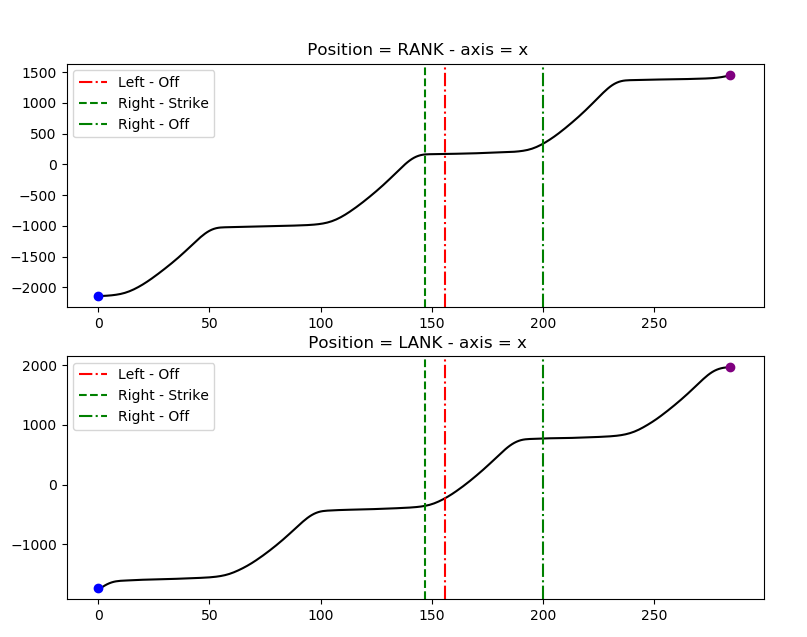 Position = RANK - axis = x
1500
1000
500
0
−500
−1000
−1500
−2000
Left - Off
Right - Strike
Right - Off
0 50 100 150 200 250
Position = LANK - axis = x
2000
1000
0
−1000
Left - Off
Right - Strike
Right - Off
0 50 100 150 200 250